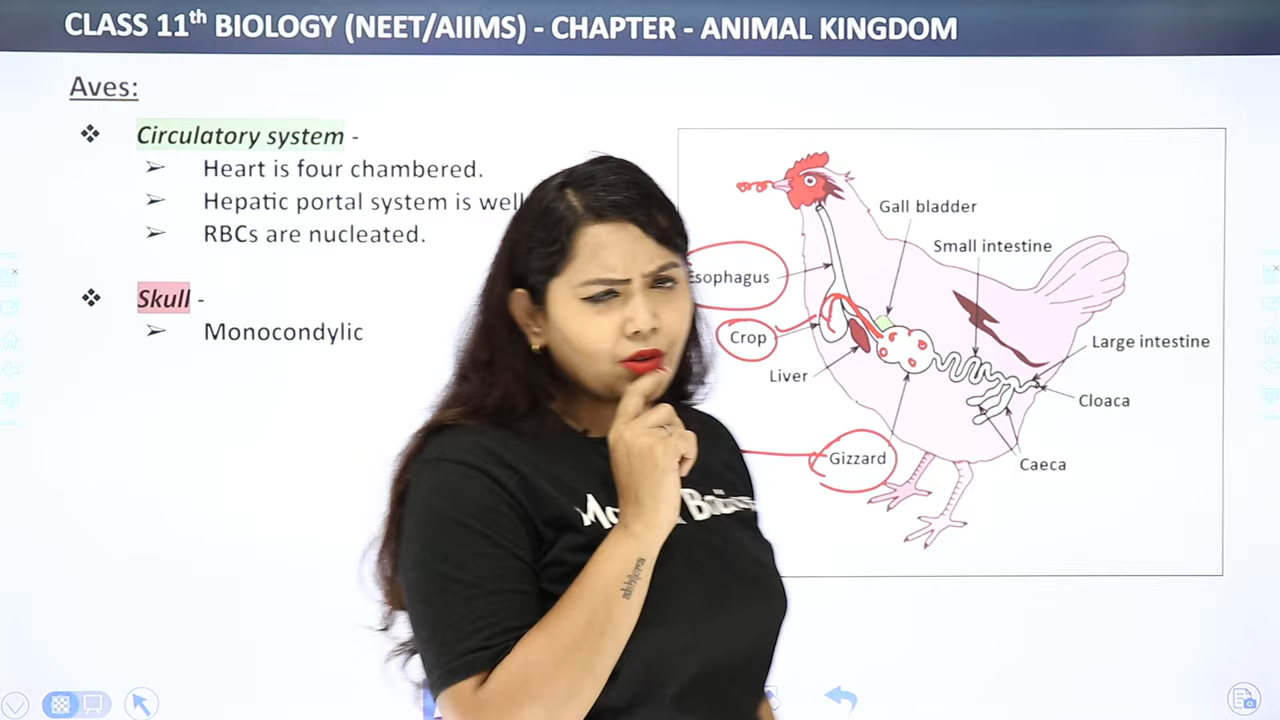 CLASS 11th BIOLOGY (NEET/AIIMS) - CHAPTER - ANIMAL KINGDOM
Aves:
❖ Circulatory system -
➢ Heart is four chambered.
➢ Hepatic portal system is well
➢ RBCs are nucleated.
❖ Skull -
➢ Monocondylic
Gall bladder
Small intestine
Esophagus
Crop
Large intestine
Liver
Cloaca
Gizzard
Caeca